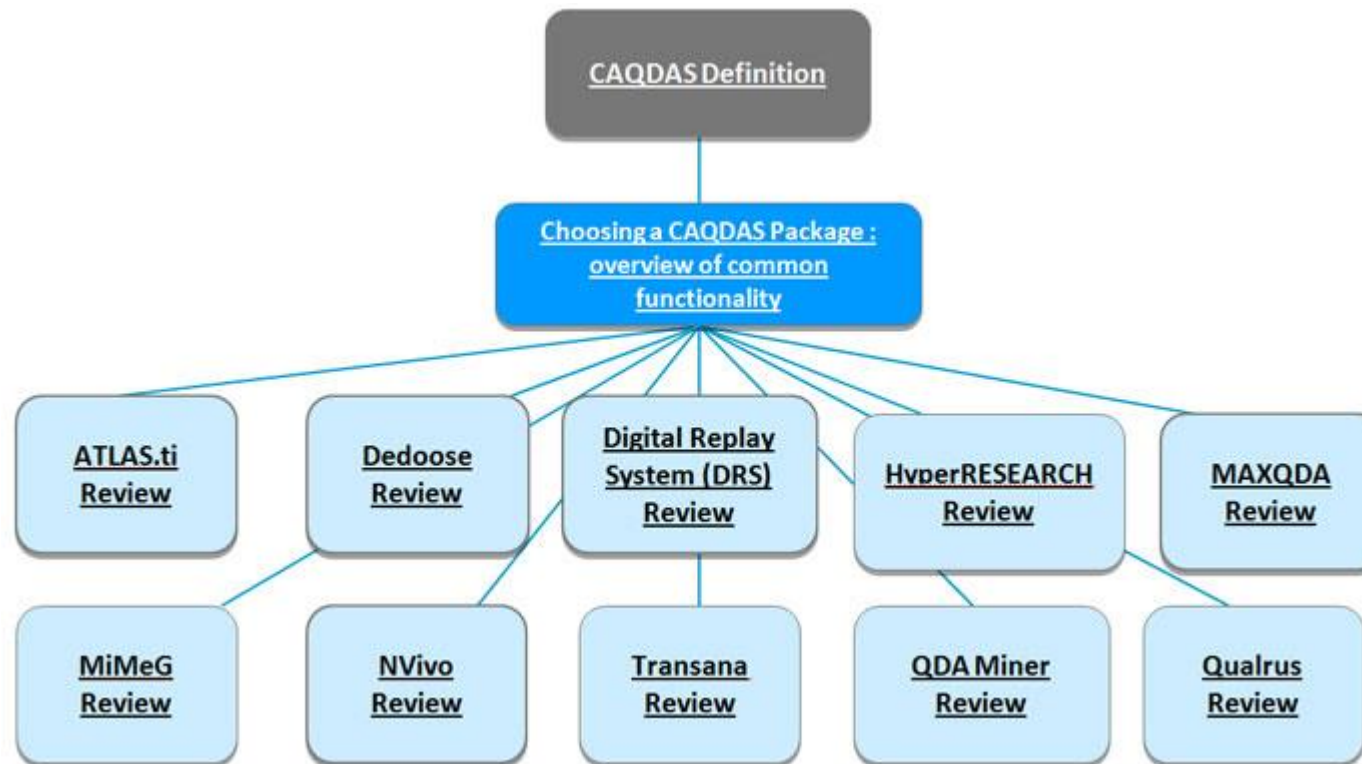 CAQDAS Definition
Choosing a CAQDAS Package :
overview of common
functionality
ATLAS.ti
Review
Dedoose
Review
Digital Replay
System (DRS)
Review
HyperRESEARCH
Review
MAXQDA
Review
MiMeG
Review
NVivo
Review
Transana
Review
QDA Miner
Review
Qualrus
Review